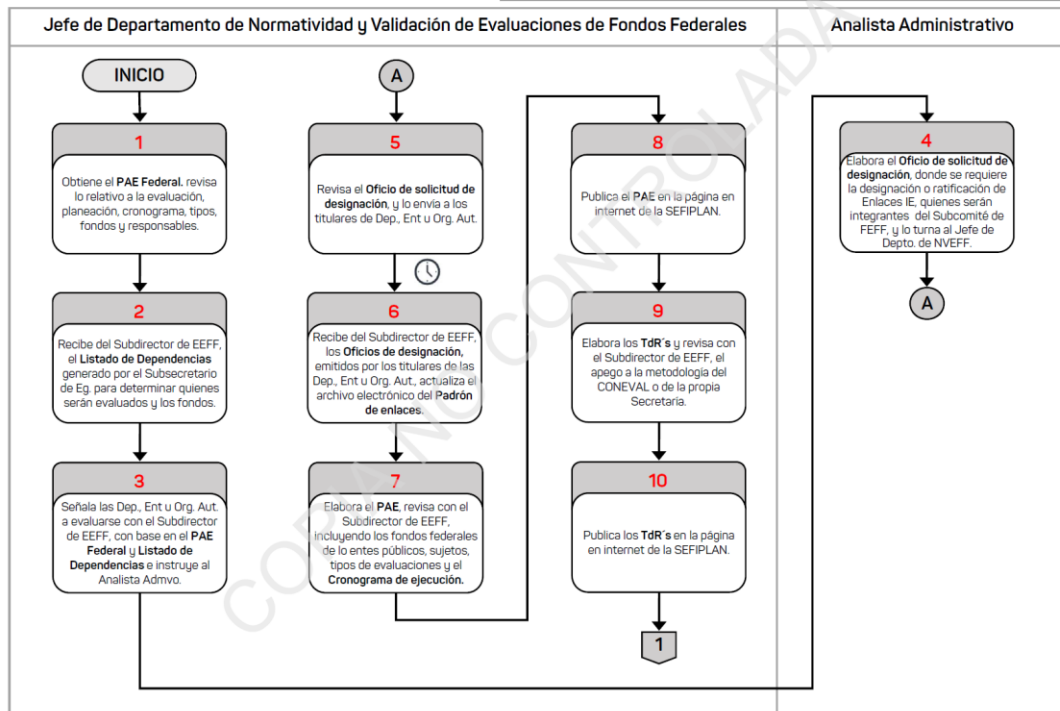 Jefe de Departamento de Normatividad y Validación de Evaluaciones de Fondos Federales
Analista Administrativo
INICIO
1
Obtiene el PAE Federal. revisa
lo relativo a la evaluación,
planeación, cronograma, tipos,
fondos y responsables.
2
Recibe del Subdirector de EEFF,
el Listado de Dependencias
generado por el Subsecretario
de Eg. para determinar quienes
serán evaluados y los fondos.
3
Señala las Dep., Ent u Org. Aut.
a evaluarse con el Subdirector
de EEFF, con base en el PAE
Federal y Listado de
Dependencias e instruye al
Analista Admvo.
A
5
Revisa el Oficio de solicitud de
designación, y lo envía a los
titulares de Dep., Ent u Org. Aut.
6
Recibe del Subdirector de EEFF,
los Oficios de designación,
emitidos por los titulares de las
Dep., Ent u Org. Aut., actualiza el
archivo electrónico del Padrón
de enlaces.
7
Elabora el PAE, revisa con el
Subdirector de EEFF,
incluyendo los fondos federales
de lo entes públicos, sujetos,
tipos de evaluaciones y el
Cronograma de ejecución.
8
Publica el PAE en la página en
internet de la SEFIPLAN.
9
Elabora los TdR´s y revisa con
el Subdirector de EEFF, el
apego a la metodología del
CONEVAL o de la propia
Secretaria.
10
Publica los TdR´s en la página
en internet de la SEFIPLAN.
1
4
Elabora el Oficio de solicitud de
designación, donde se requiere
la designación o ratificación de
Enlaces IE, quienes serán
integrantes del Subcomité de
FEFF, y lo turna al Jefe de
Depto. de NVEFF.
A
COPIA NO CONTROLADA